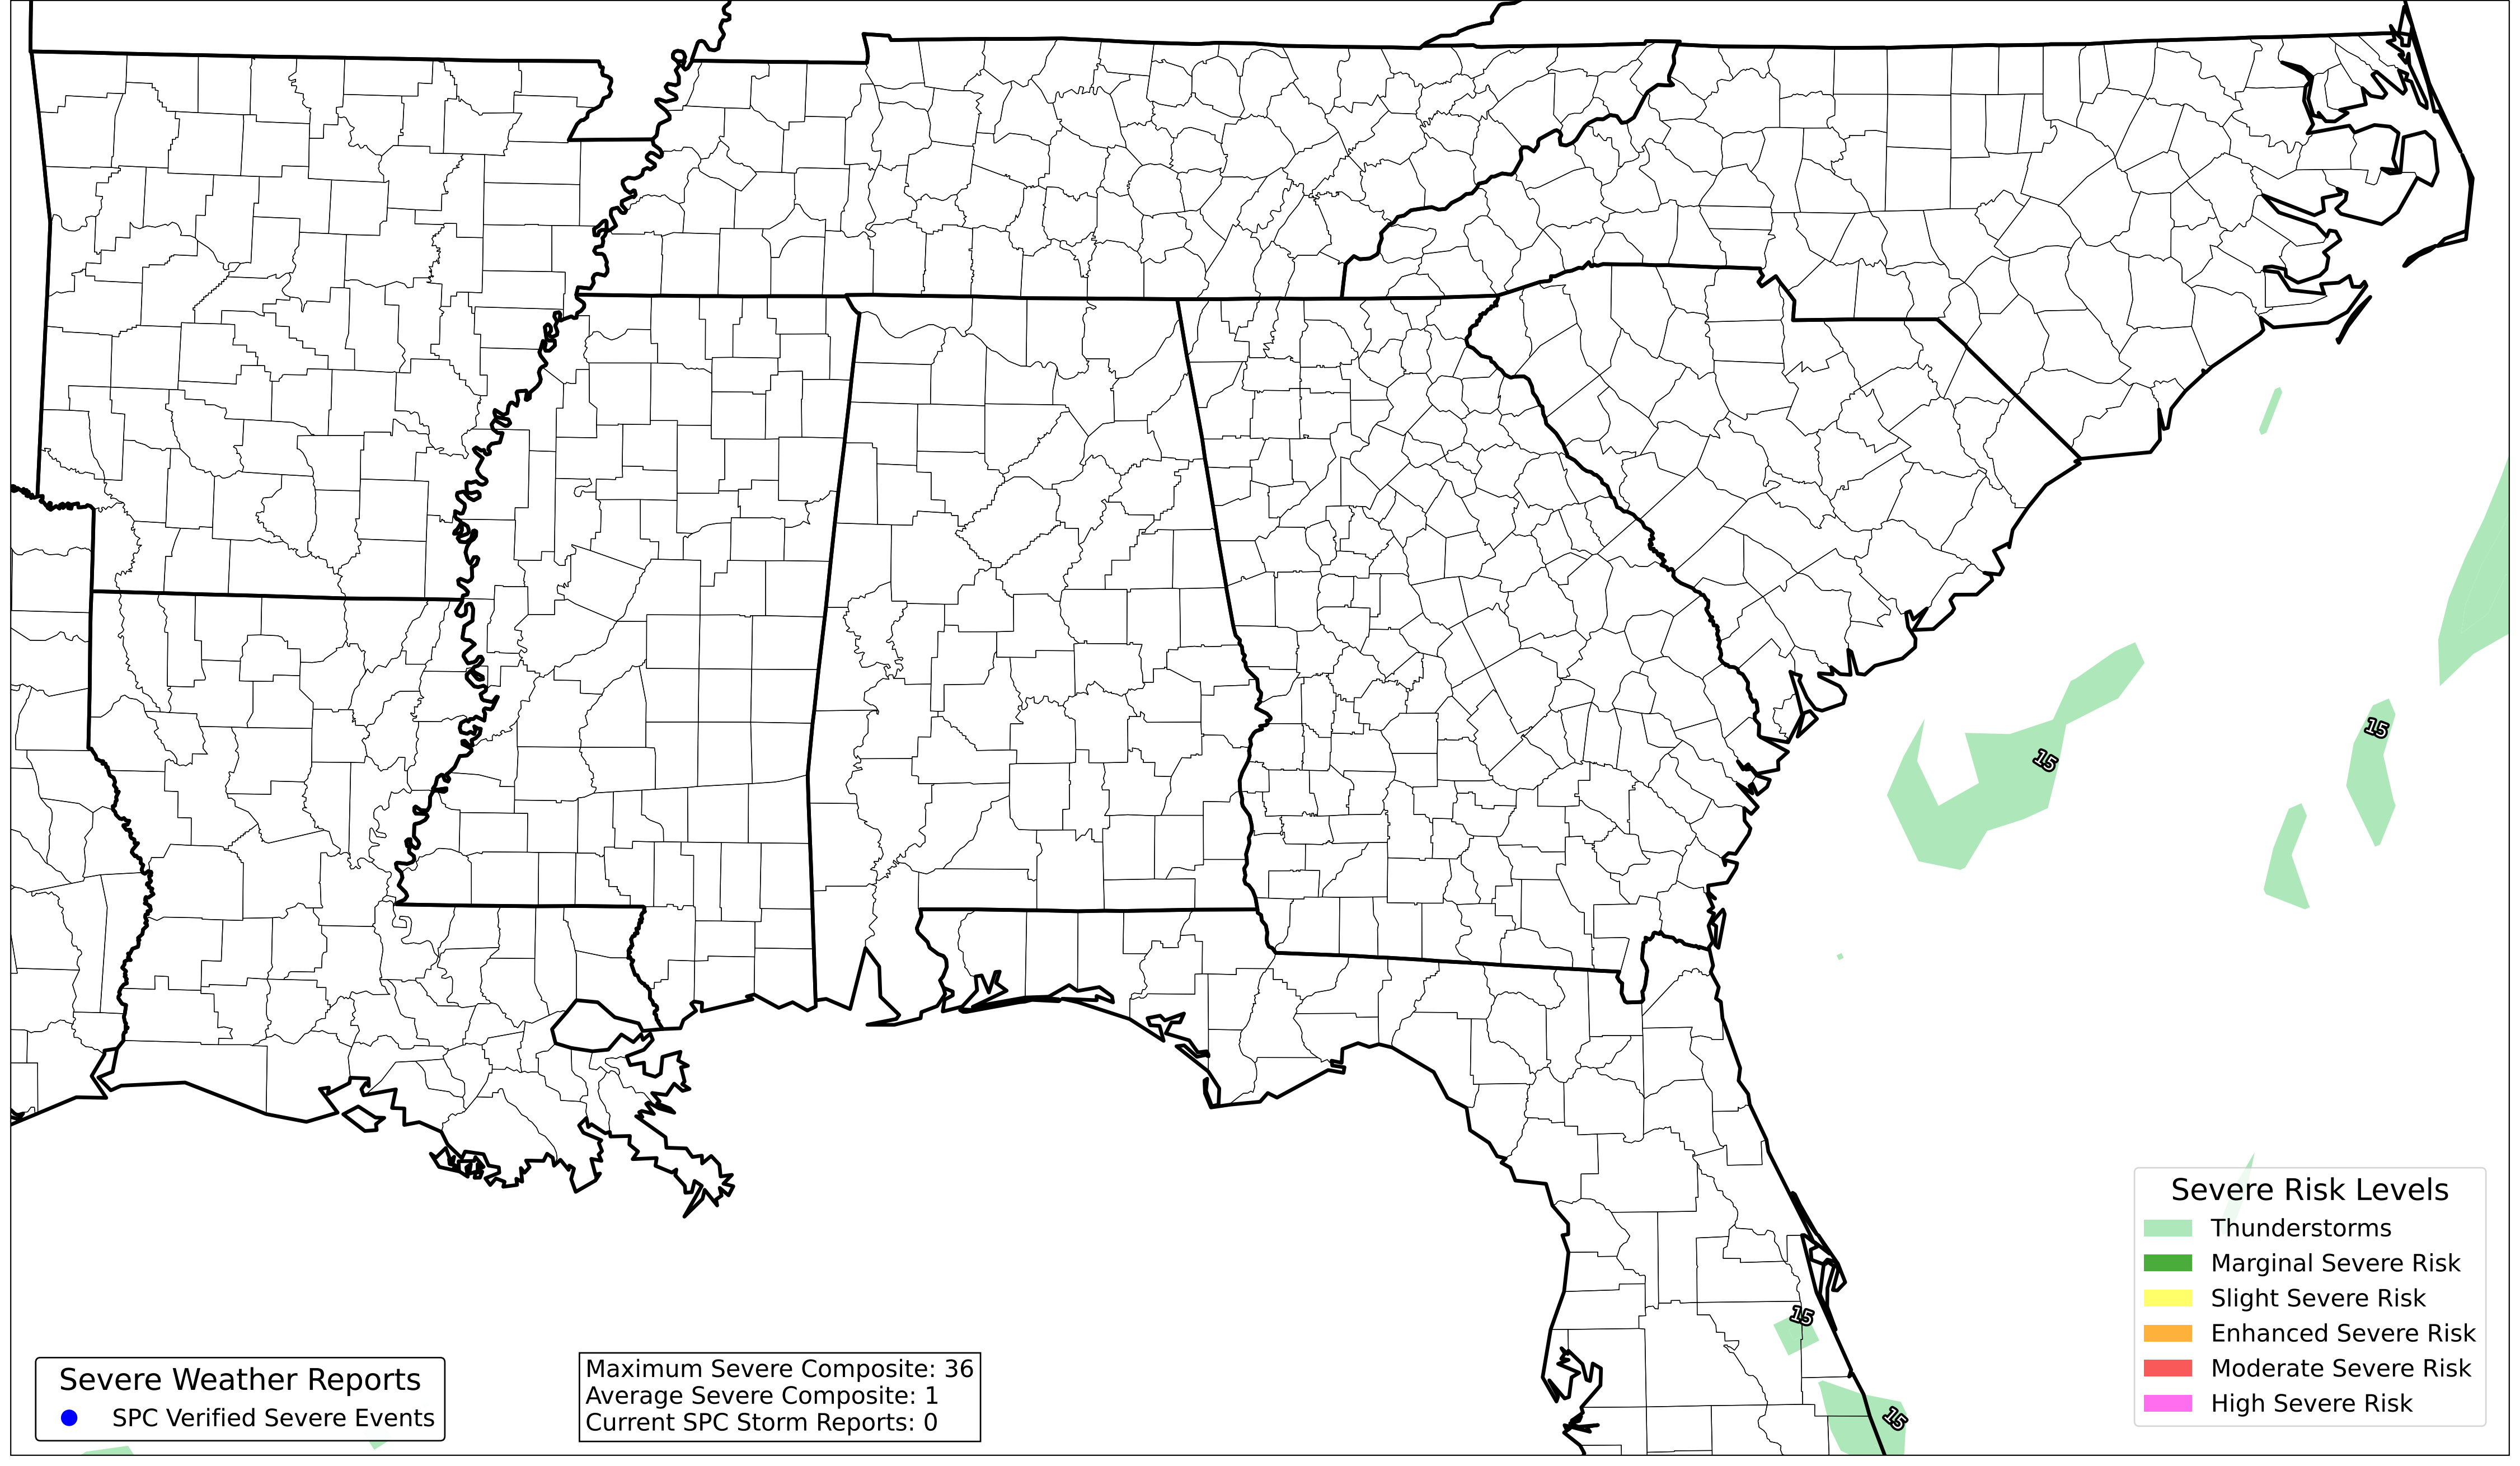 15
15
Severe Risk Levels
Thunderstorms
Marginal Severe Risk
Slight Severe Risk
Enhanced Severe Risk
Moderate Severe Risk
High Severe Risk
15
15
Severe Weather Reports
SPC Verified Severe Events
Maximum Severe Composite: 36
Average Severe Composite: 1
Current SPC Storm Reports: 0